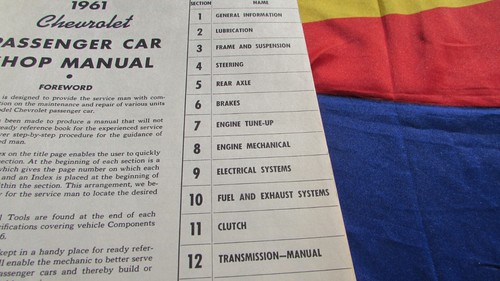 1961
Chevrolet
PASSENGER CAR
SHOP MANUAL
FOREWORD
is designed to provide the service man with com-
on the maintenance and repair of various units
Chevrolet passenger car.
been made to produce a manual that will not
ready reference book for the experienced service
step-by-step procedure for the guidance of
man.
on the title page enables the user to quickly
section. At the beginning of each section is a
which gives the page number on which each
and an Index is placed at the beginning of
within the section. This arrangement, we be-
for the service man to locate the desired
Tools are found at the end of each
covering vehicle Components
6.
kept in a handy place for ready refer-
enable the mechanic to better serve
passenger cars and thereby build or
SECTION NAME
1 GENERAL INFORMATION
2 LUBRICATION
3 FRAME AND SUSPENSION
4 STEERING
5 REAR AXLE
6 BRAKES
7 ENGINE TUNE-UP
8 ENGINE MECHANICAL
9 ELECTRICAL SYSTEMS
10 FUEL AND EXHAUST SYSTEMS
11 CLUTCH
12 TRANSMISSION—MANUAL